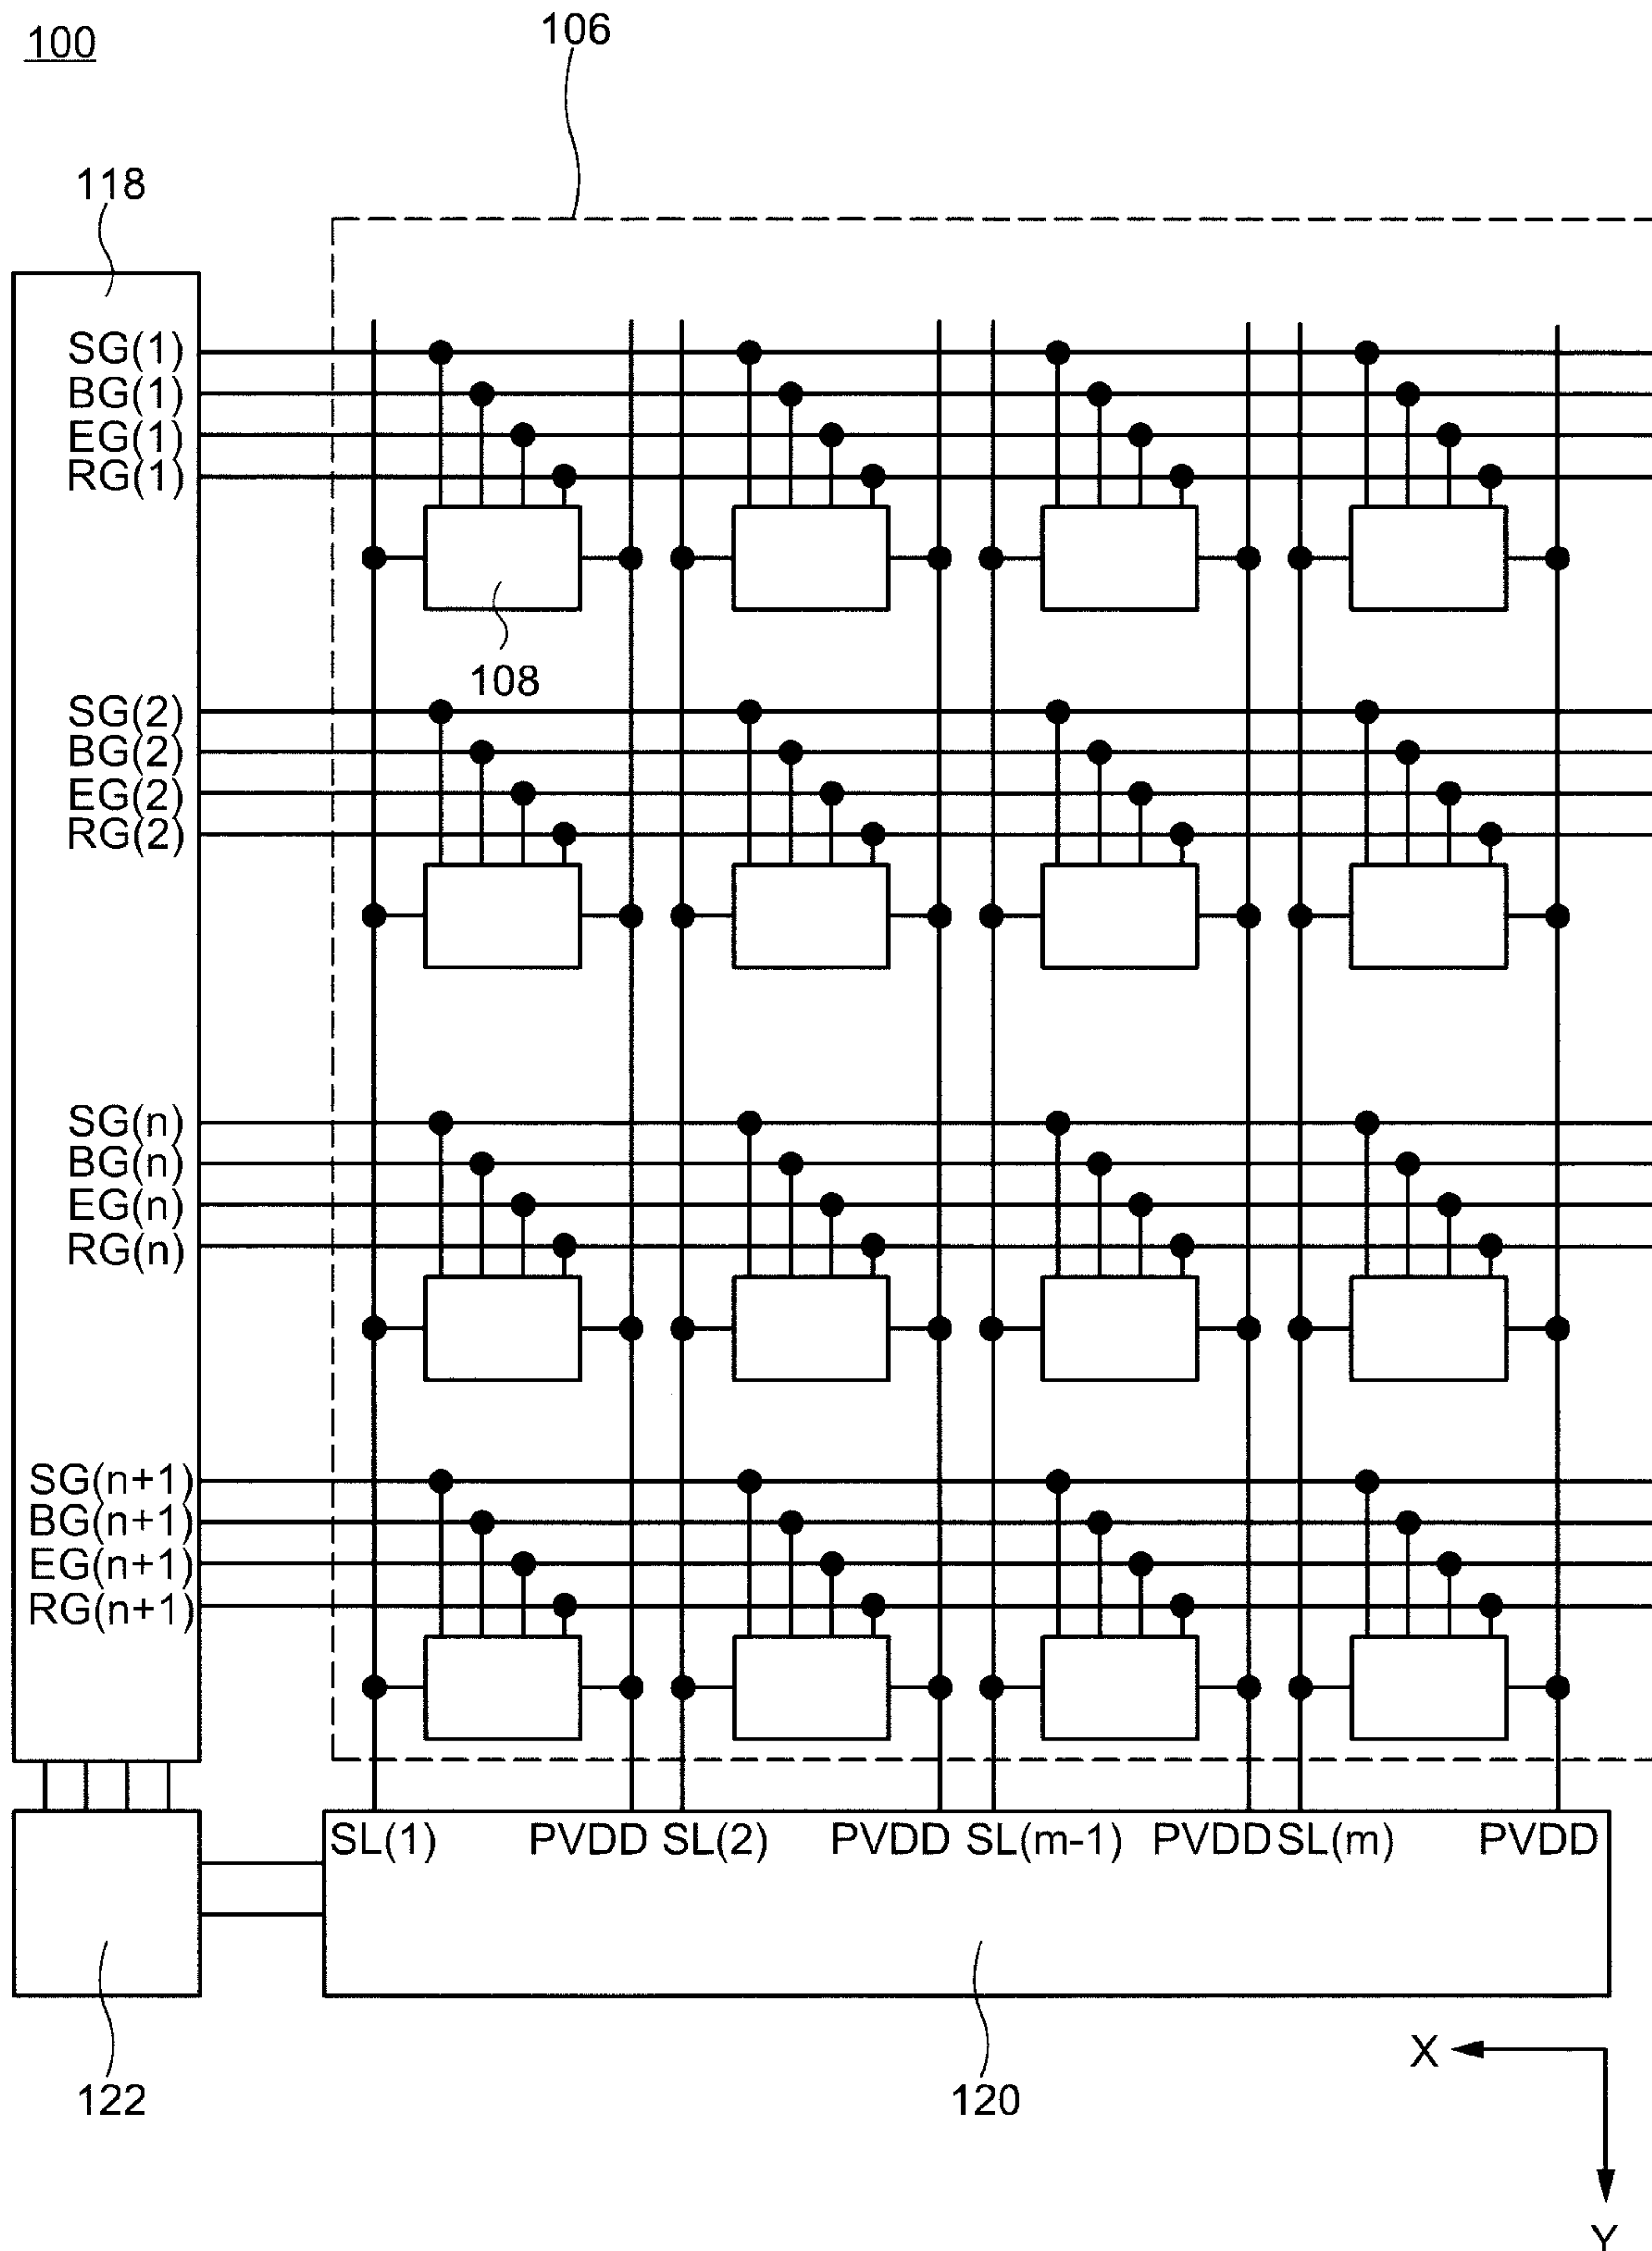 100
106
118
SG(1)
BG(1)
EG(1)
RG(1)
108
SG(2)
BG(2)
EG(2)
RG(2)
SG(n)
BG(n)
EG(n)
RG(n)
SG(n+1)
BG(n+1)
EG(n+1)
RG(n+1)
SL(1) PVDD SL(2) PVDD SL(m-1) PVDD SL(m) PVDD
122
120
X
Y